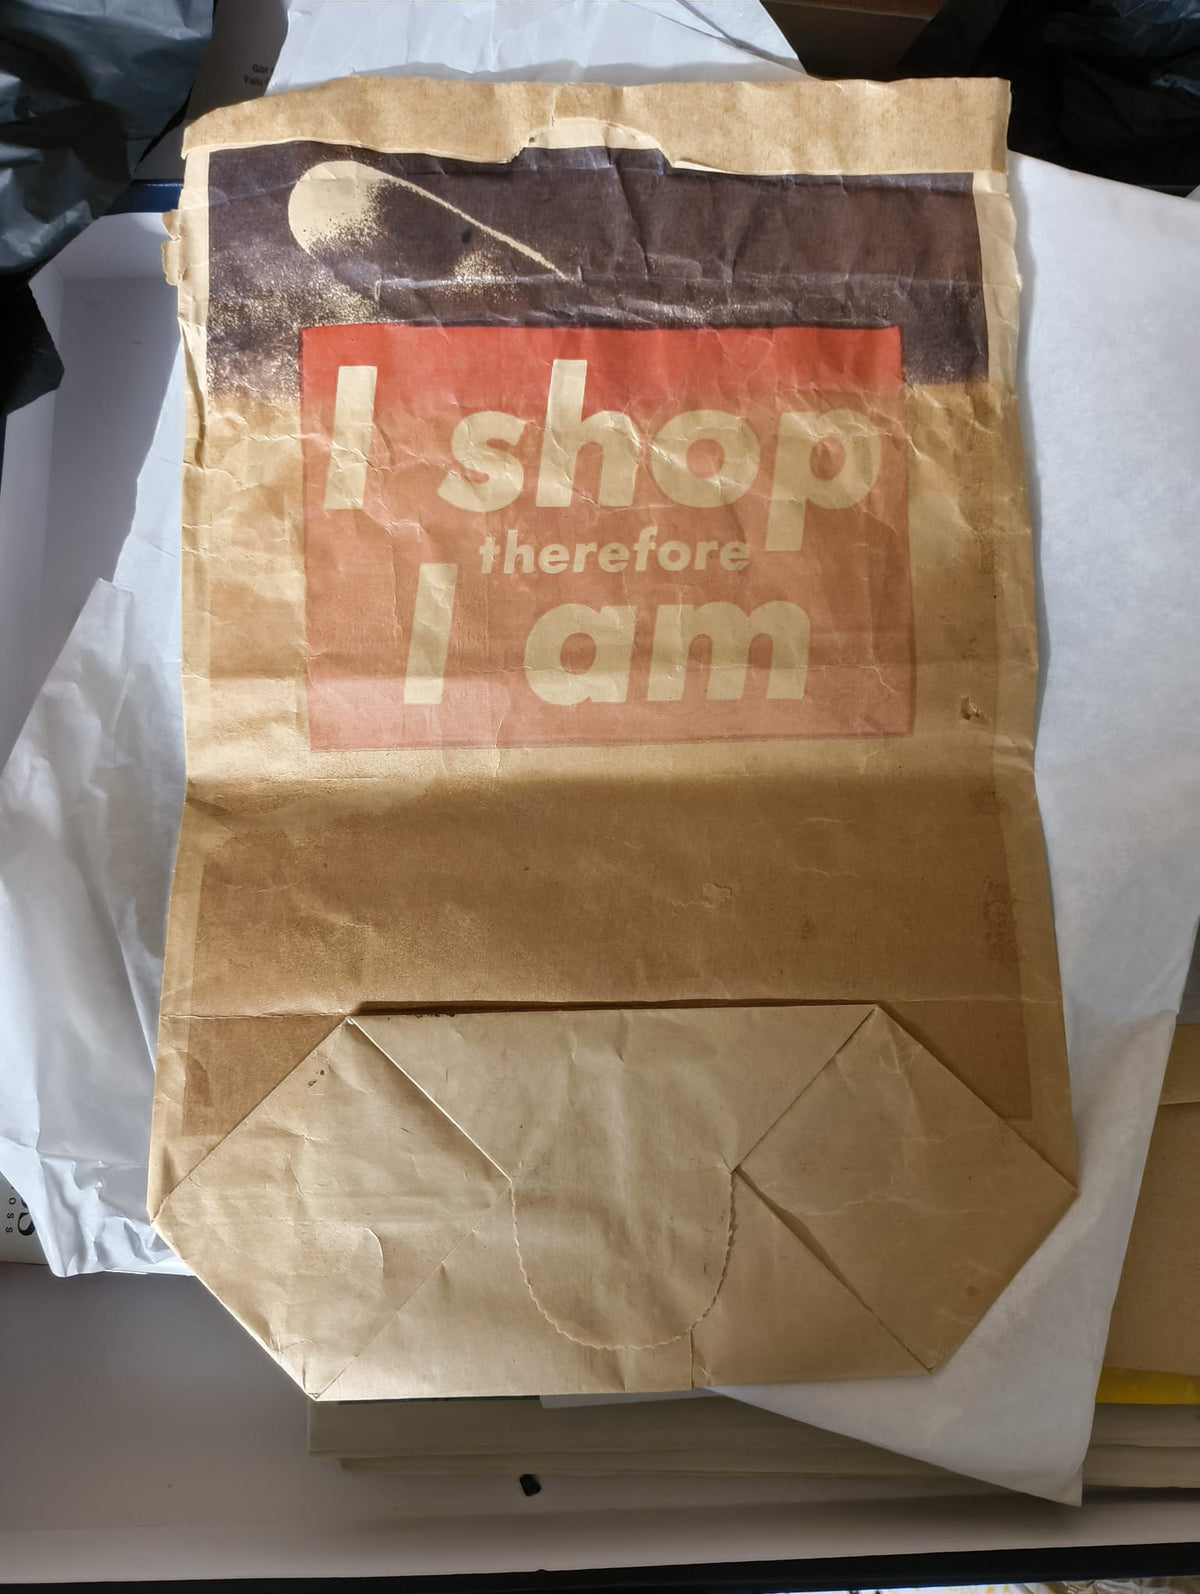 I shop
therefore
I am